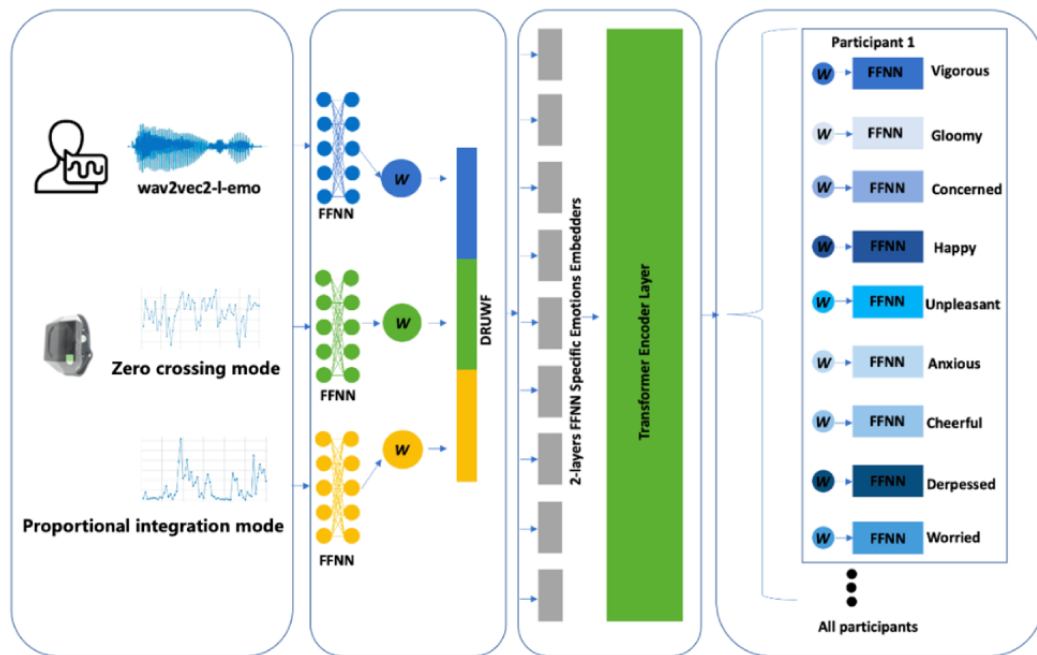 wav2vec2-l-emo
Zero crossing mode
Proportional integration mode
FFNN
W
FFNN
W
FFNN
W
DRUWF
2-layers FFNN Specific Emotions Embedders
Transformer Encoder Layer
Participant 1
W FFNN Vigorous
W FFNN Gloomy
W FFNN Concerned
W FFNN Happy
W FFNN Unpleasant
W FFNN Anxious
W FFNN Cheerful
W FFNN Derpessed
W FFNN Worried
All participants